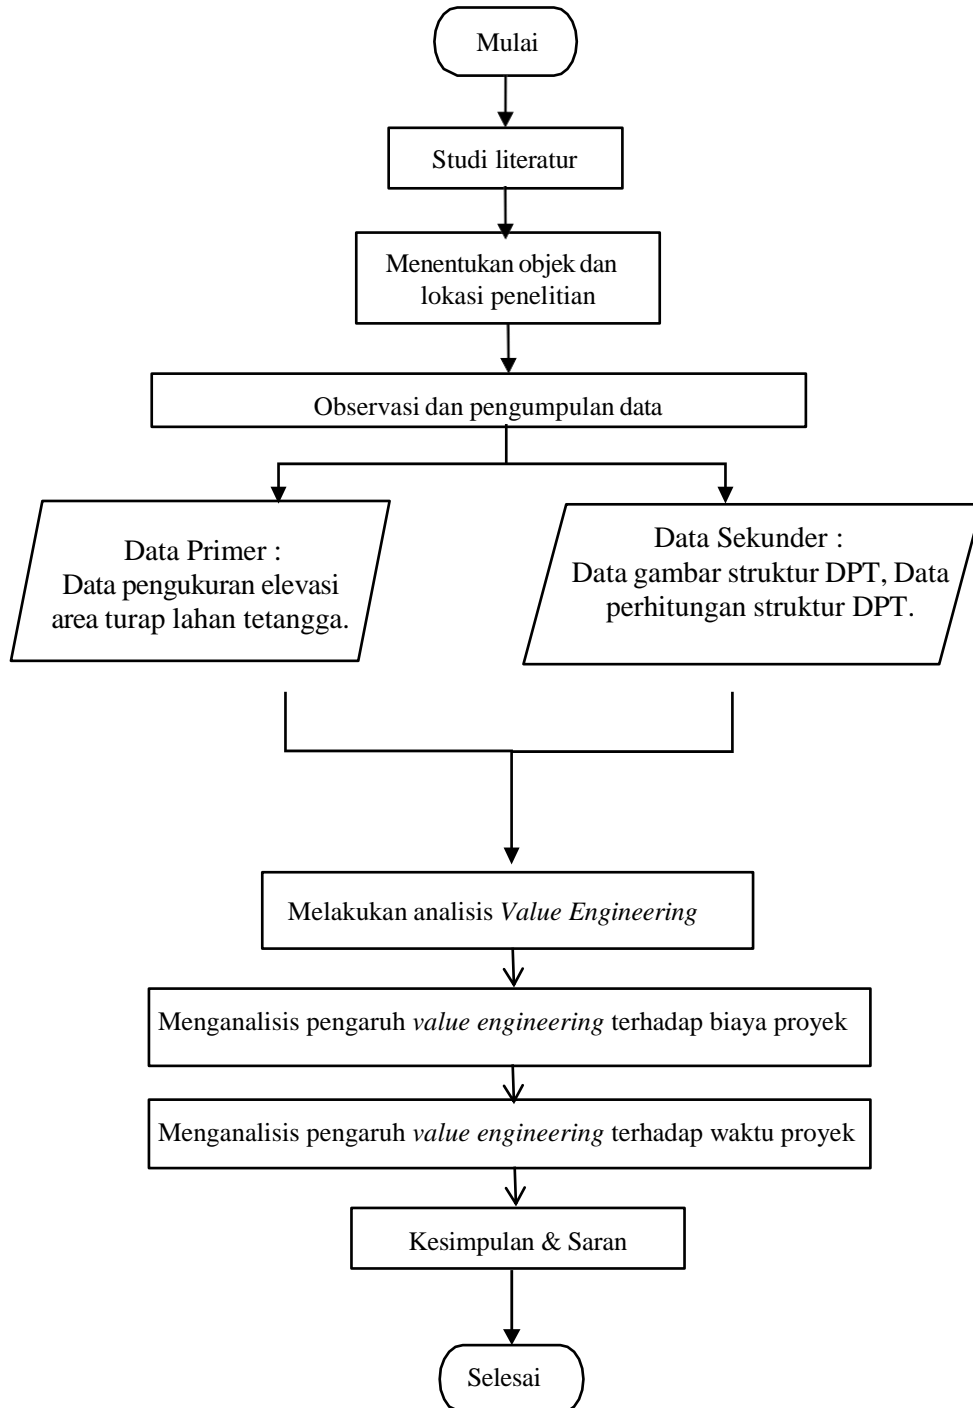 Mulai
Studi literatur
Menentukan objek dan
lokasi penelitian
Observasi dan pengumpulan data
Data Primer :
Data pengukuran elevasi
area turap lahan tetangga.
Data Sekunder :
Data gambar struktur DPT, Data
perhitungan struktur DPT.
Melakukan analisis Value Engineering
Menganalisis pengaruh value engineering terhadap biaya proyek
Menganalisis pengaruh value engineering terhadap waktu proyek
Kesimpulan & Saran
Selesai